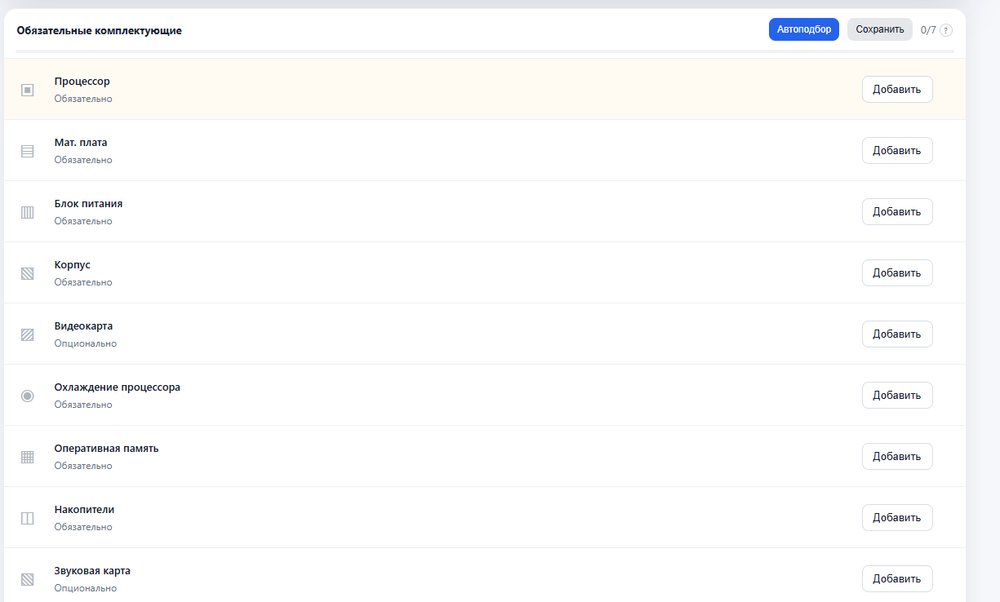 Обязательные комплектующие
Автоподбор
Сохранить
0/7 ?
Процессор
Обязательно
Добавить
Мат. плата
Обязательно
Добавить
Блок питания
Обязательно
Добавить
Корпус
Обязательно
Добавить
Видеокарта
Опционально
Добавить
Охлаждение процессора
Обязательно
Добавить
Оперативная память
Обязательно
Добавить
Накопители
Обязательно
Добавить
Звуковая карта
Опционально
Добавить